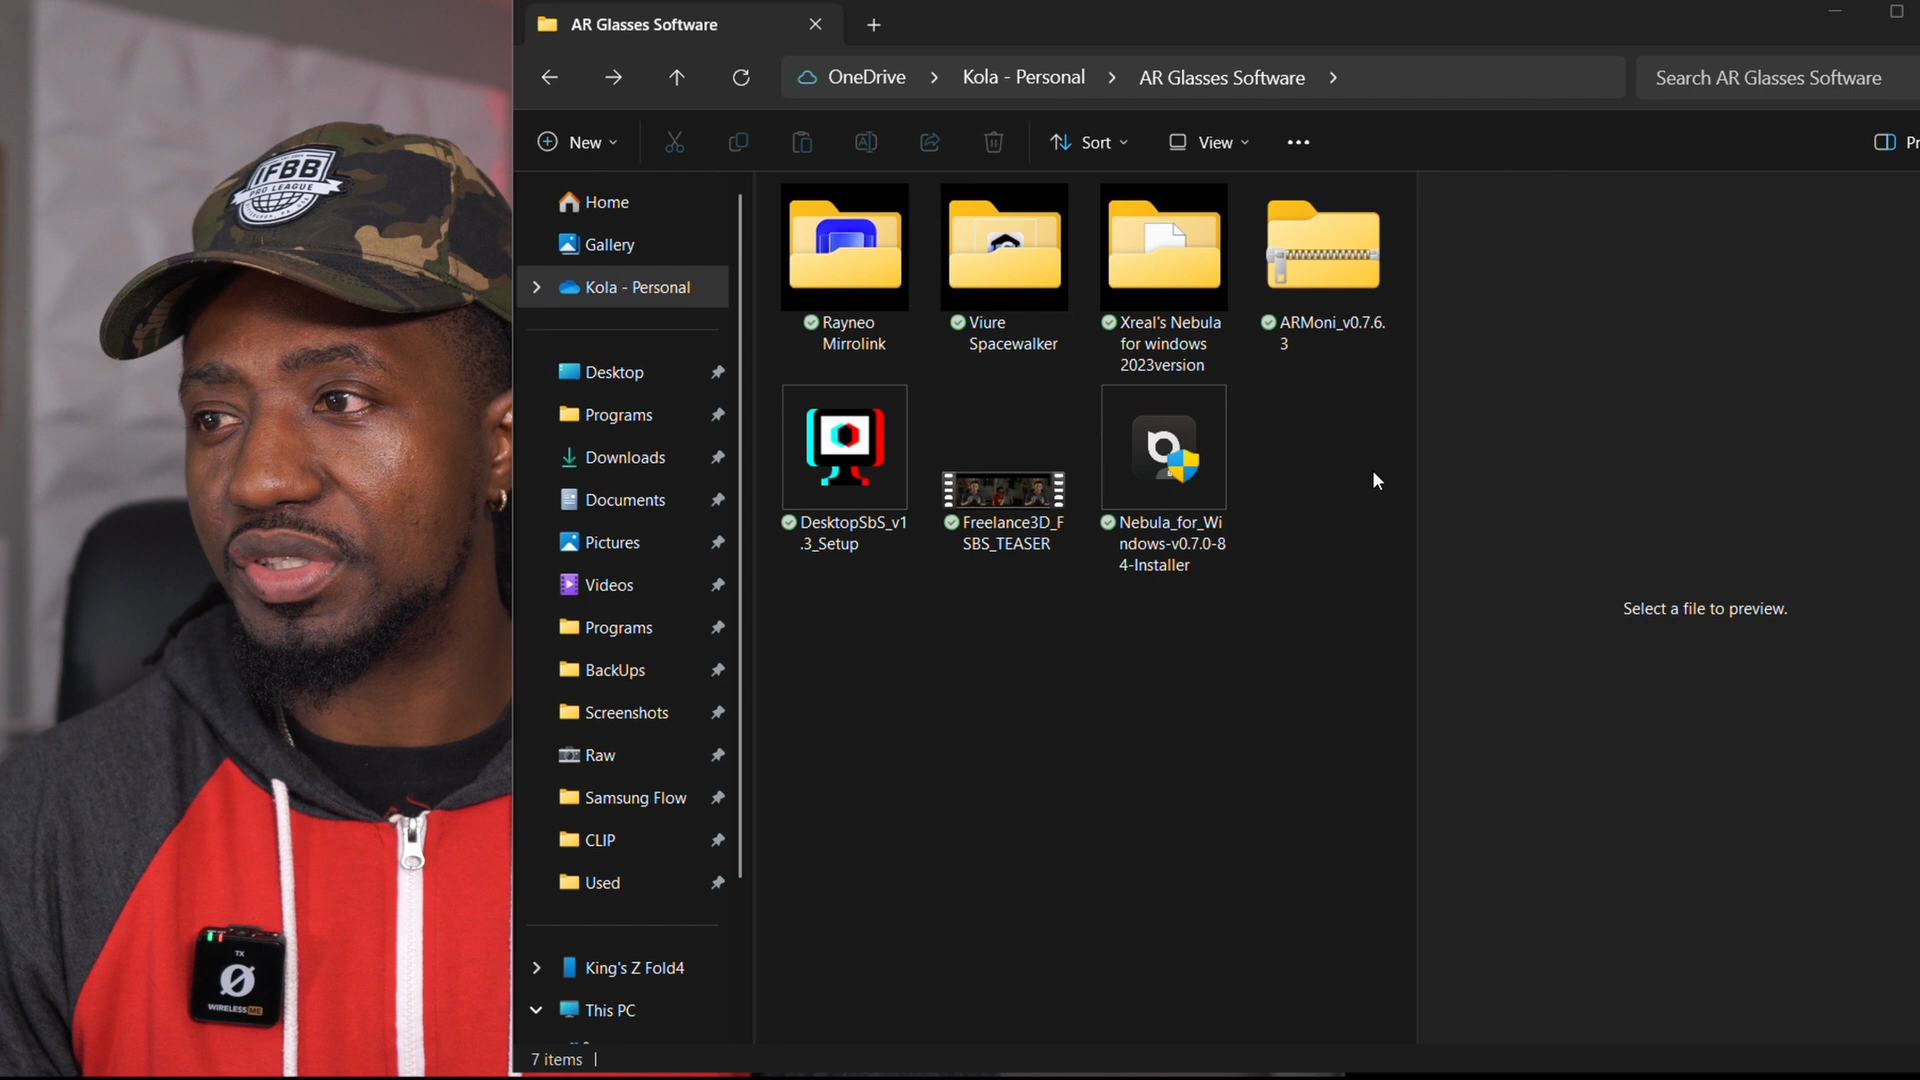 AR Glasses Software
OneDrive
Kola - Personal
AR Glasses Software
Search AR Glasses Software
New
Sort
View
Pr
IFBB
PRO LEAGUE
Home
Gallery
Kola - Personal
Desktop
Programs
Downloads
Documents
Pictures
Videos
Programs
BackUps
Screenshots
Raw
Samsung Flow
CLIP
Used
King's Z Fold4
This PC
Rayneo
Mirrolink
Viure
Spacewalker
Xreal's Nebula
for windows
2023version
ARMoni_v0.7.6.
3
DesktopSbS_v1
.3_Setup
Freelance3D_F
SBS_TEASER
Nebula_for_Wi
ndows-v0.7.0-8
4-Installer
Select a file to preview.
7 items
TX
WIRELESS ME